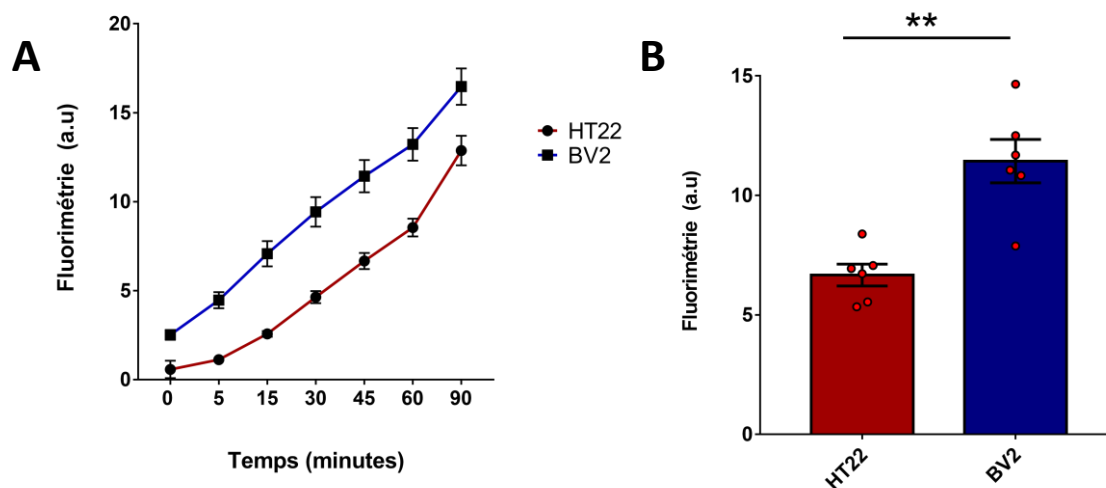 A
Fluorimétrie (a.u)
20
15
10
5
0
0 5 15 30 45 60 90
Temps (minutes)
HT22
BV2
B
**
Fluorimétrie (a.u)
15
10
5
0
HT22
BV2